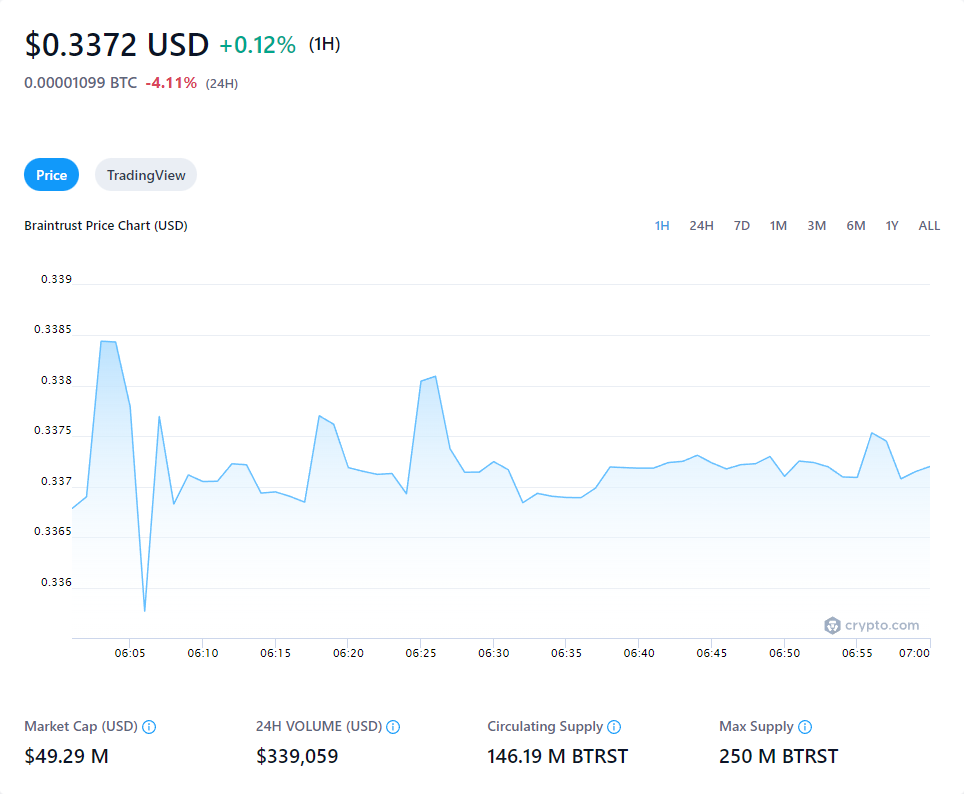 $0.3372 USD +0.12% (1H)
0.00001099 BTC -4.11% (24H)
Price TradingView
Braintrust Price Chart (USD) 1H 24H 7D 1M 3M 6M 1Y ALL
0.339
0.3385
0.338
0.3375
0.337
0.3365
0.336
crypto.com
06:05 06:10 06:15 06:20 06:25 06:30 06:35 06:40 06:45 06:50 06:55 07:00
Market Cap (USD) 24H VOLUME (USD) Circulating Supply Max Supply
$49.29 M $339,059 146.19 M BTRST 250 M BTRST